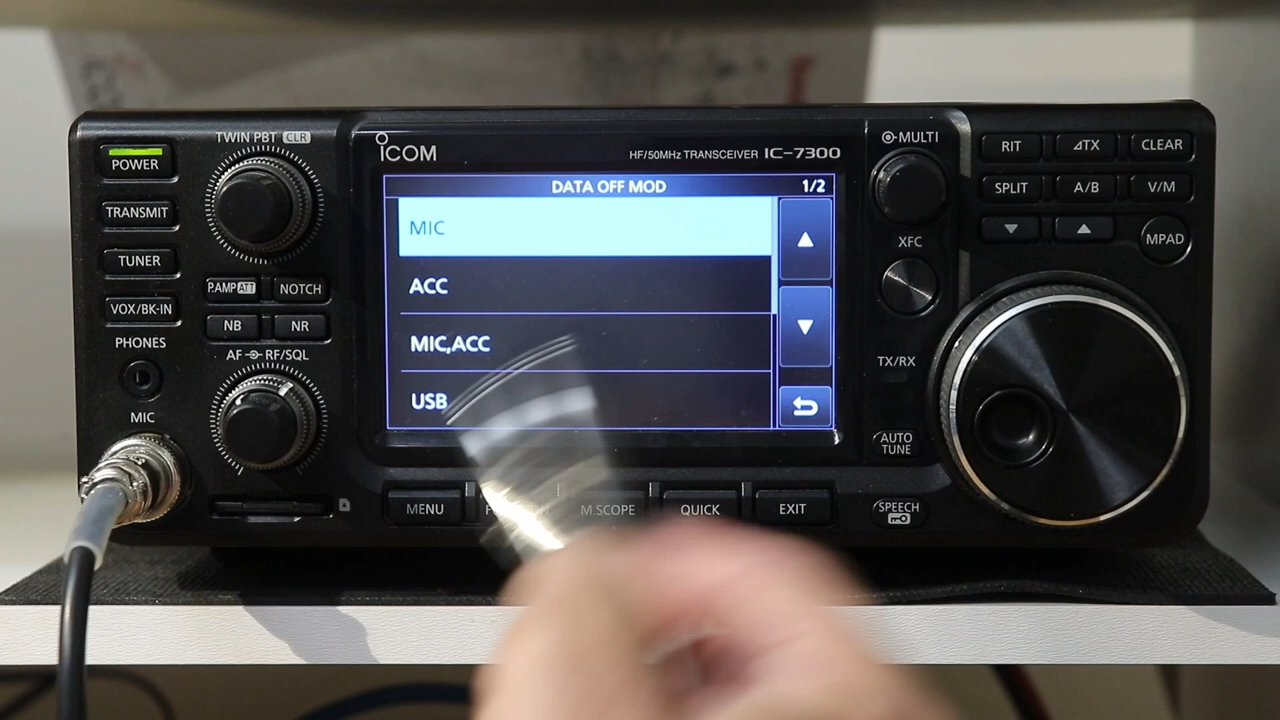 TWIN PBT CLR
POWER
TRANSMIT
TUNER
VOX/BK-IN
PHONES
MIC
P.AMP ATT
NOTCH
NB
NR
AF RF/SQL
ICOM
HF/50MHz TRANSCEIVER IC-7300
DATA OFF MOD 1/2
MIC
ACC
MIC,ACC
USB
MENU
M.SCOPE
QUICK
EXIT
MULTI
XFC
TX/RX
AUTO
TUNE
SPEECH
RIT
⊿TX
CLEAR
SPLIT
A/B
V/M
MPAD